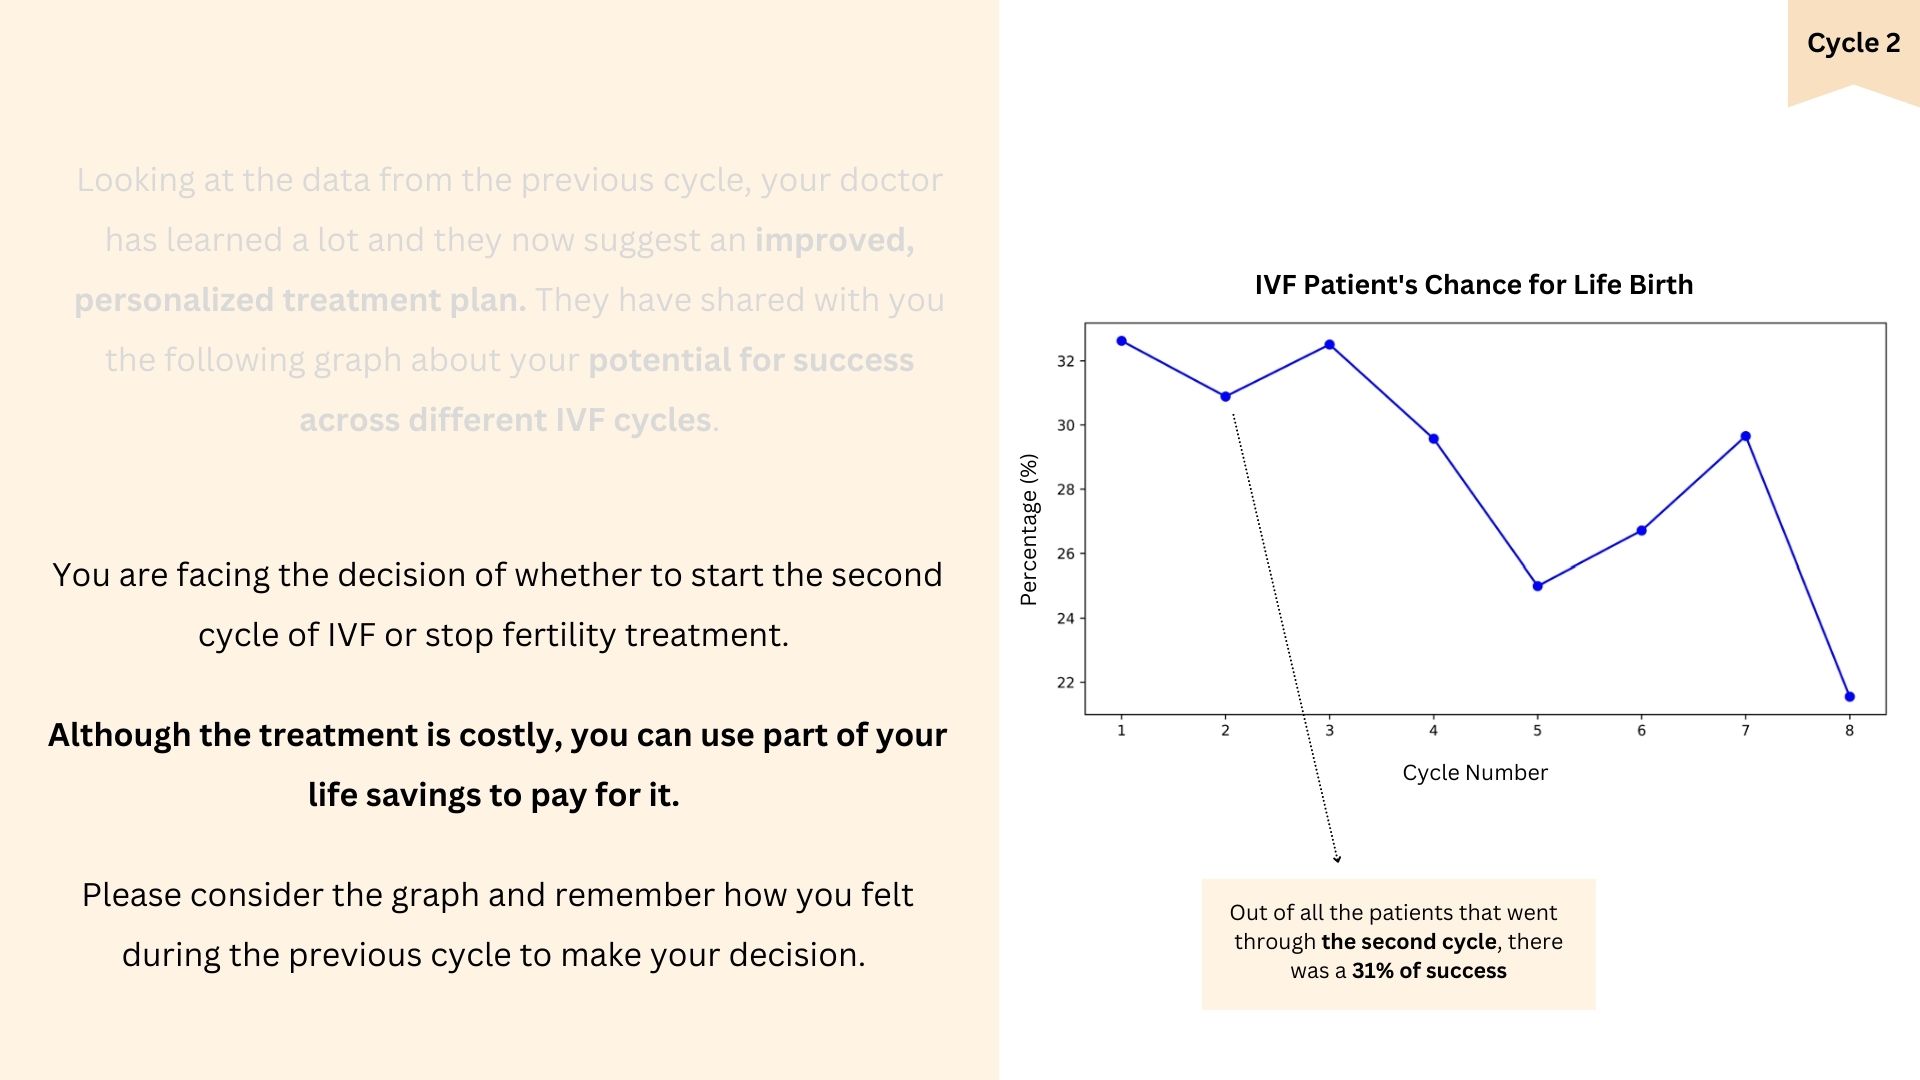 Cycle 2
Looking at the data from the previous cycle, your doctor
has learned a lot and they now suggest an improved,
personalized treatment plan. They have shared with you
the following graph about your potential for success
across different IVF cycles.
You are facing the decision of whether to start the second
cycle of IVF or stop fertility treatment.
Although the treatment is costly, you can use part of your
life savings to pay for it.
Please consider the graph and remember how you felt
during the previous cycle to make your decision.
IVF Patient's Chance for Life Birth
Percentage (%)
32
30
28
26
24
22
1 2 3 4 5 6 7 8
Cycle Number
Out of all the patients that went
through the second cycle, there
was a 31% of success